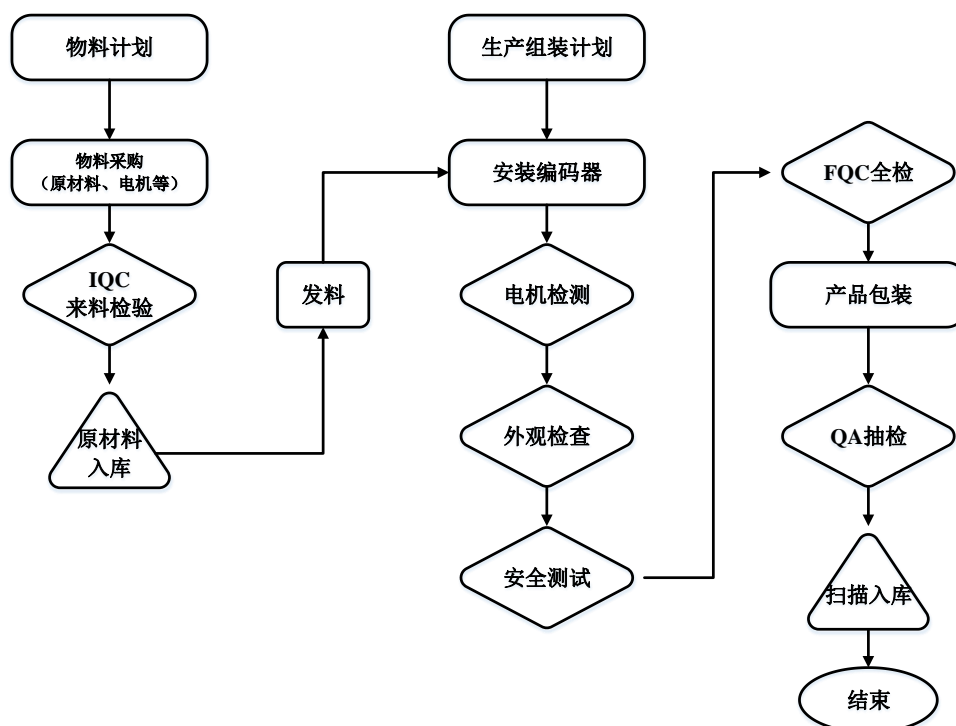 物料计划
物料采购
（原材料、电机等）
IQC
来料检验
原材料
入库
发料
生产组装计划
安装编码器
电机检测
外观检查
安全测试
FQC全检
产品包装
QA抽检
扫描入库
结束